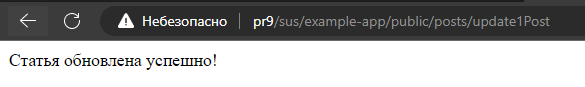 Небезопасно pr9/sus/example-app/public/posts/update1Post
Статья обновлена успешно!